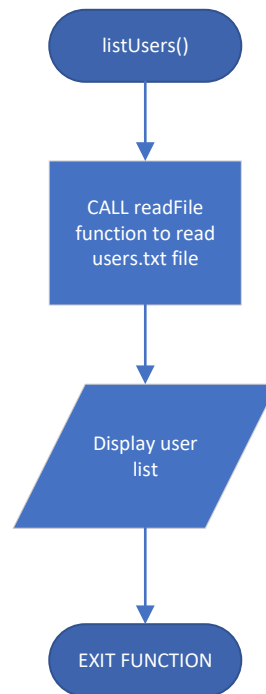 listUsers()
CALL readFile
function to read
users.txt file
Display user
list
EXIT FUNCTION